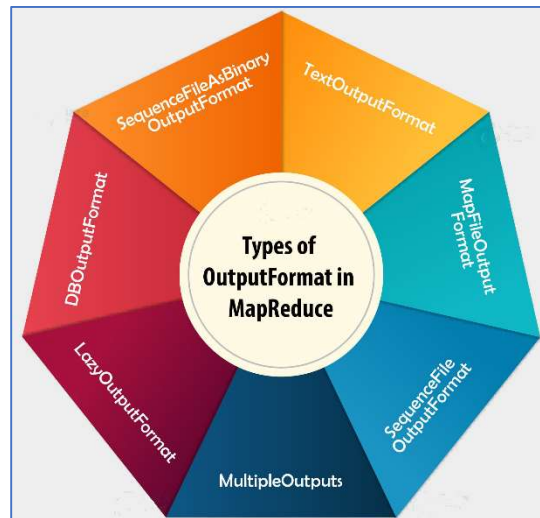 Types of
OutputFormat in
MapReduce
TextOutputFormat
MapFileOutput
Format
SequenceFile
OutputFormat
MultipleOutputs
LazyOutputFormat
DBOutputFormat
SequenceFileAsBinary
OutputFormat